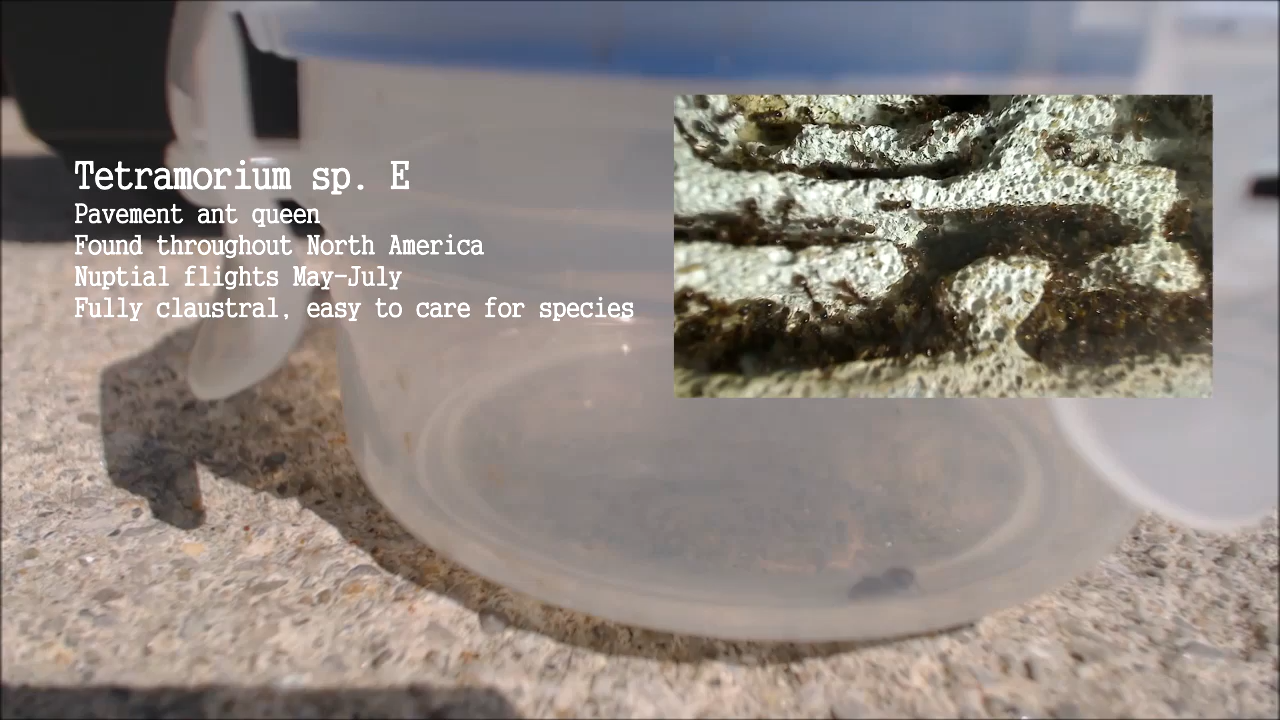 Tetramorium sp. E
Pavement ant queen
Found throughout North America
Nuptial flights May-July
Fully claustral, easy to care for species